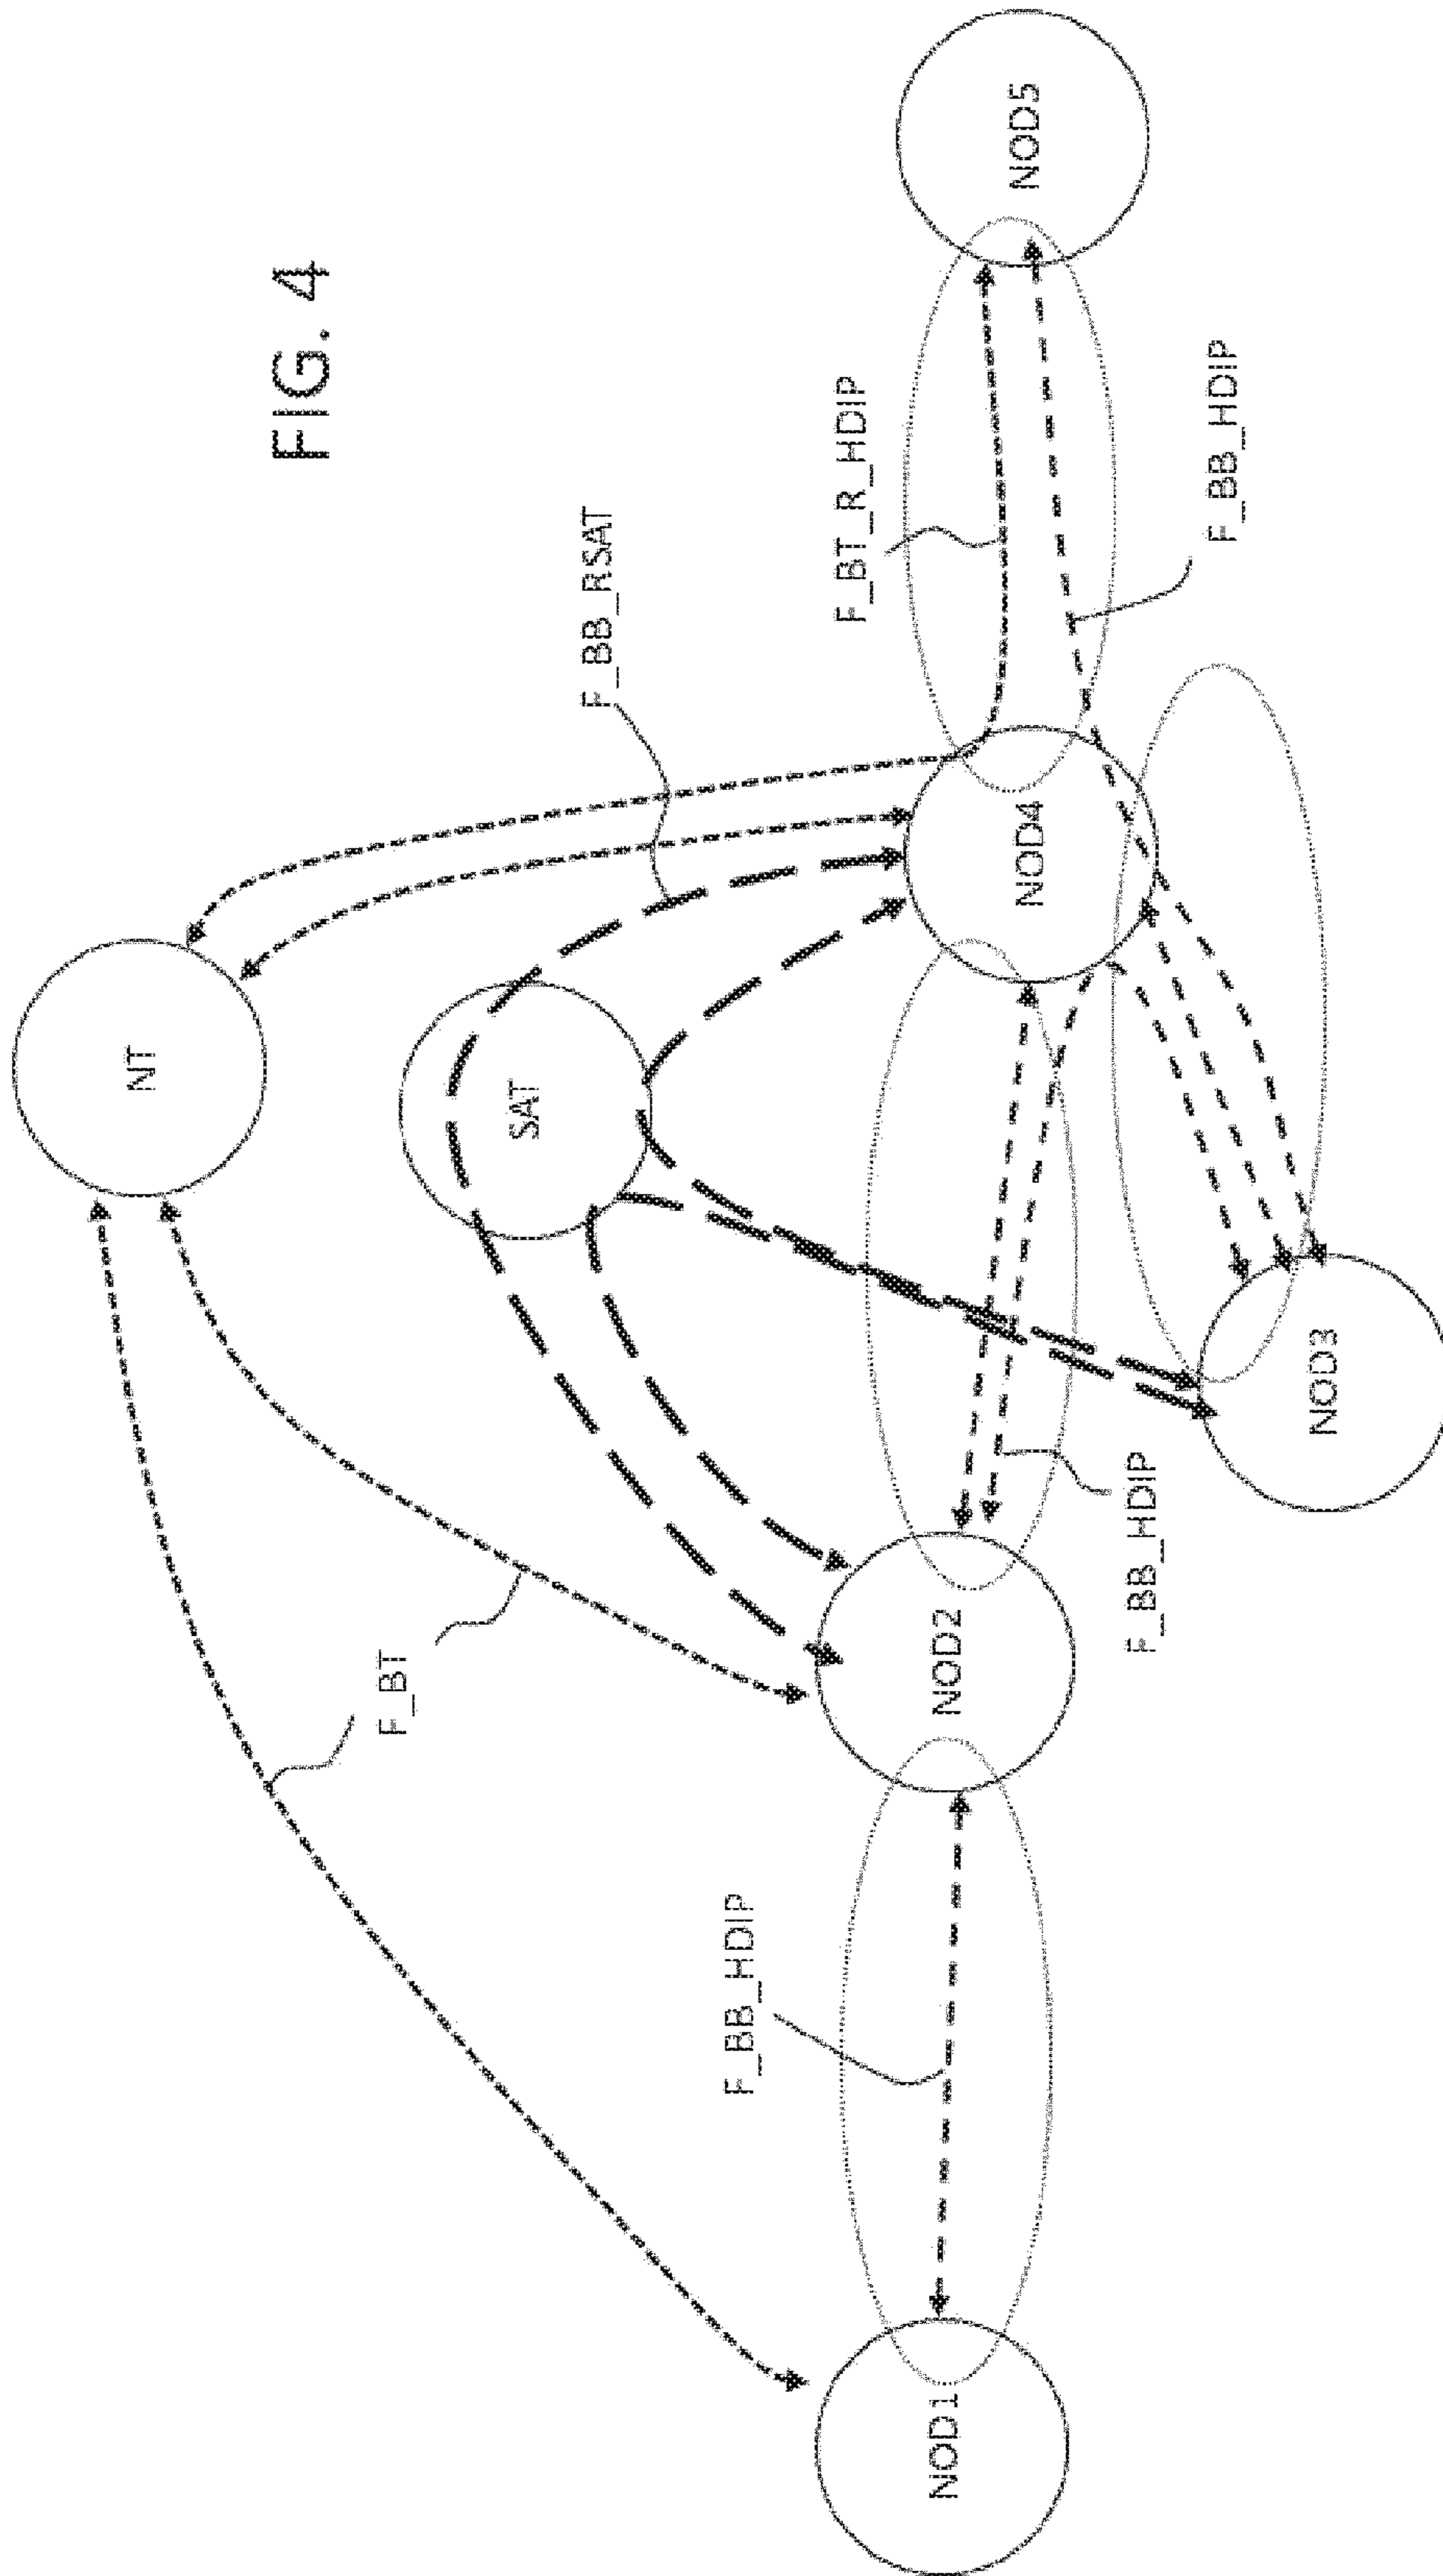 FIG. 4
NT
SAT
F_BT
F_BB_RSAT
F_BB_HDIP
F_BT_R_HDIP
NOD1
NOD2
NOD4
NOD5
F_BB_HDIP
F_BB_HDIP
NOD3